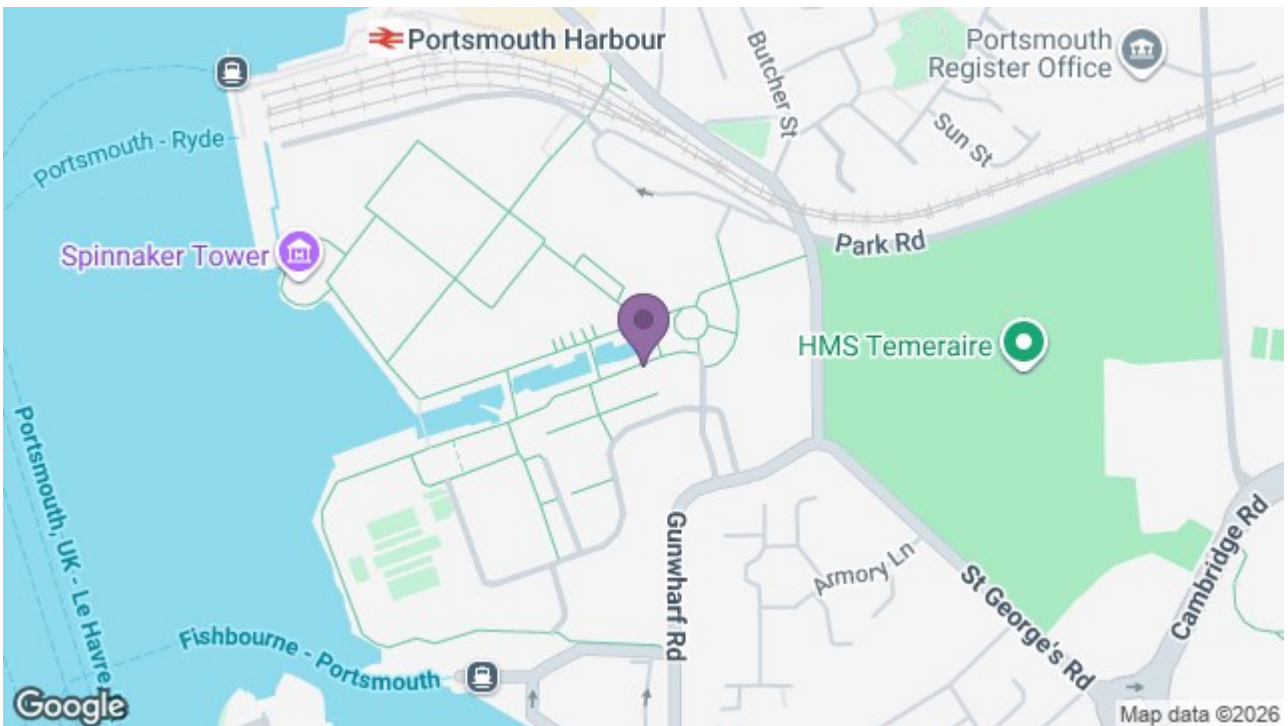 Portsmouth Harbour
Butcher St
Portsmouth
Register Office
Sun St
Portsmouth - Ryde
Spinnaker Tower
Park Rd
HMS Temeraire
Portsmouth, UK - Le Havre
Gunwharf Rd
Armory Ln
St George's Rd
Cambridge Rd
Fishbourne - Portsmouth
Google
Map data ©2026